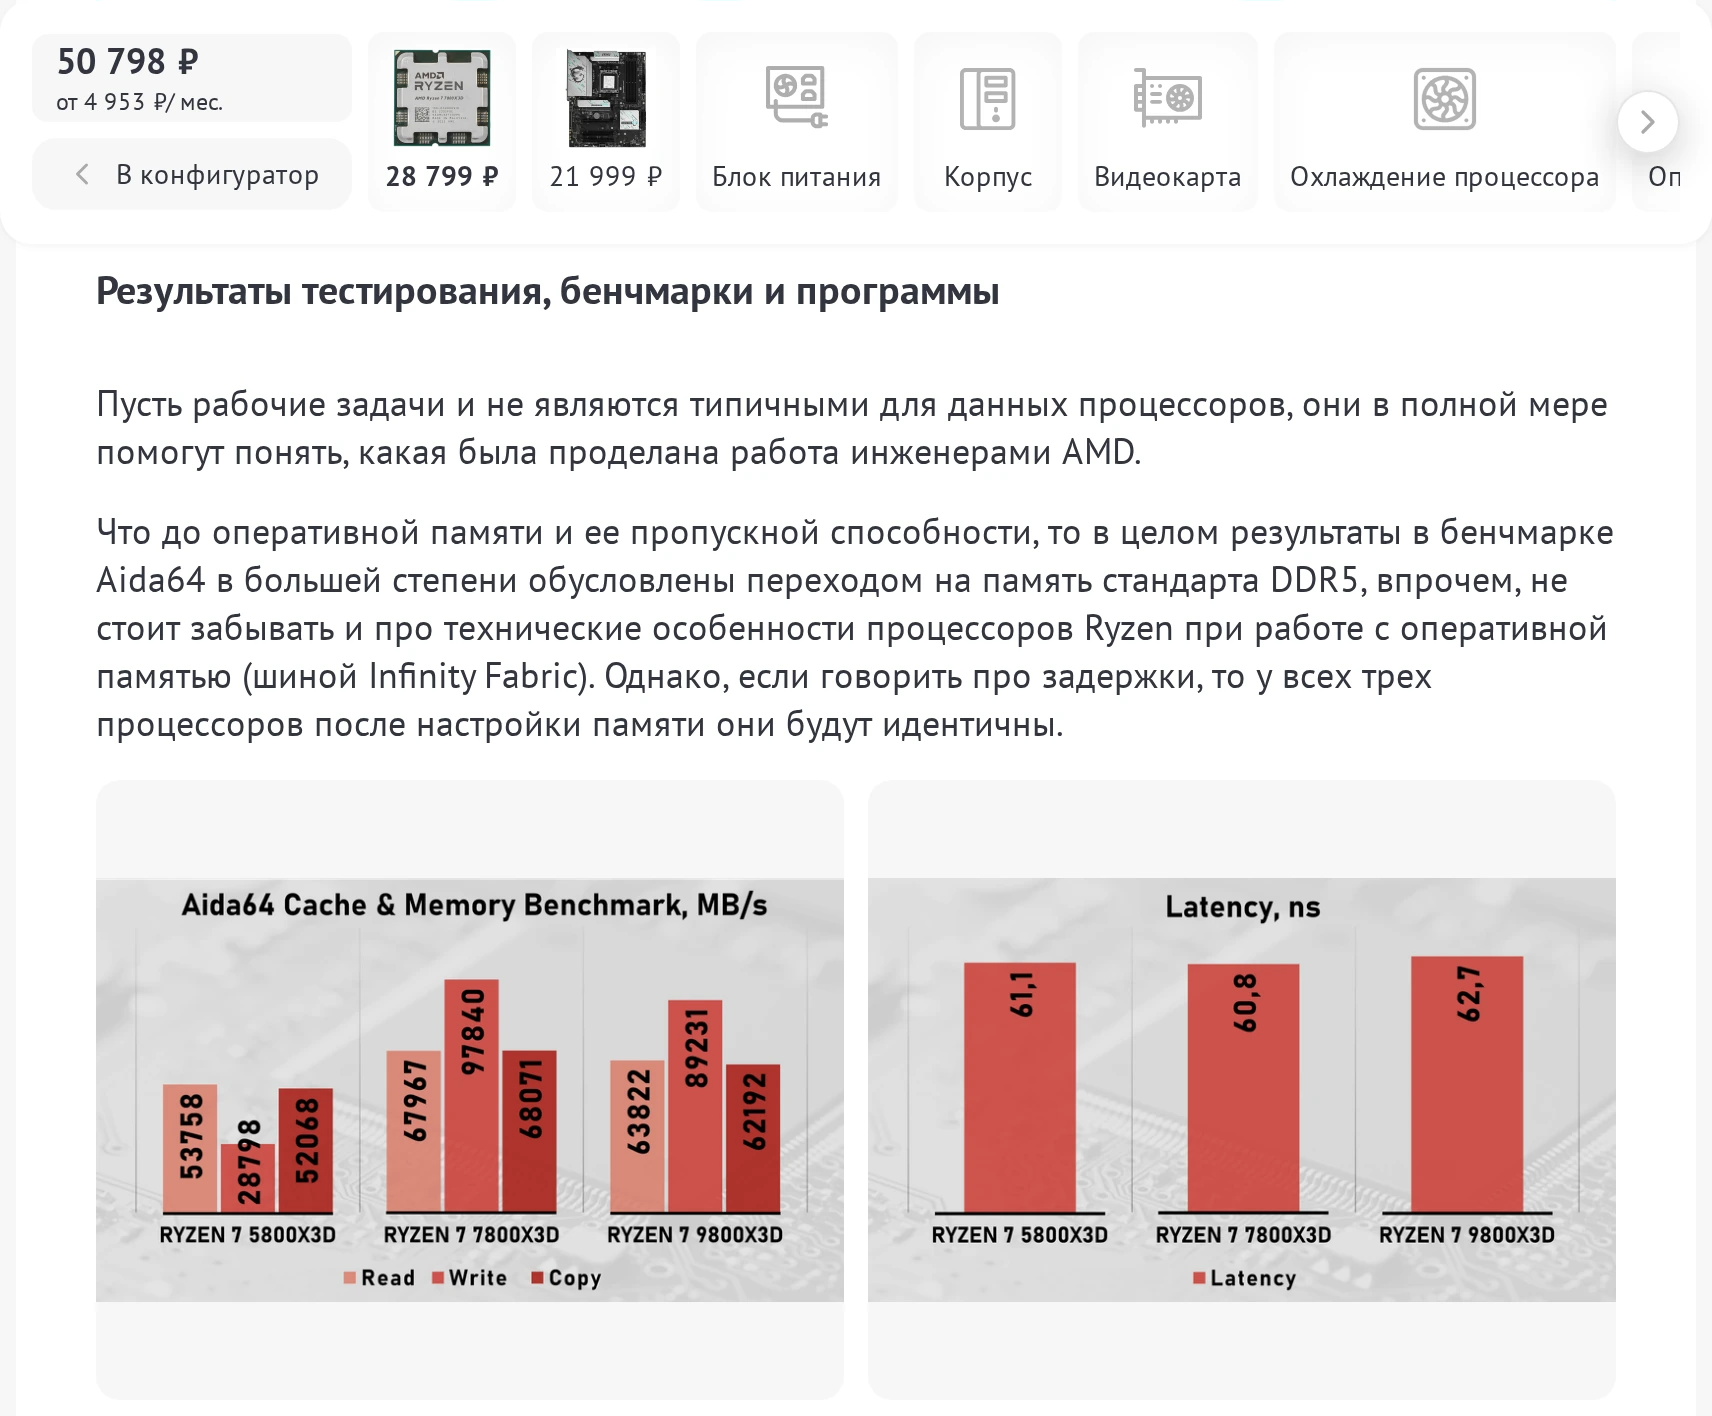 50 798 ₽
от 4 953 ₽/ мес.
В конфигуратор
AMD
RYZEN
AMD Ryzen 7 7800X3D
28 799 ₽
21 999 ₽
Блок питания
Корпус
Видеокарта
Охлаждение процессора
Оп
Результаты тестирования, бенчмарки и программы
Пусть рабочие задачи и не являются типичными для данных процессоров, они в полной мере
помогут понять, какая была проделана работа инженерами AMD.
Что до оперативной памяти и ее пропускной способности, то в целом результаты в бенчмарке
Aida64 в большей степени обусловлены переходом на память стандарта DDR5, впрочем, не
стоит забывать и про технические особенности процессоров Ryzen при работе с оперативной
памятью (шиной Infinity Fabric). Однако, если говорить про задержки, то у всех трех
процессоров после настройки памяти они будут идентичны.
Aida64 Cache & Memory Benchmark, MB/s
53758
28798
52068
67967
97840
68071
63822
89231
62192
RYZEN 7 5800X3D
RYZEN 7 7800X3D
RYZEN 7 9800X3D
Read Write Copy
Latency, ns
61,1
60,8
62,7
RYZEN 7 5800X3D
RYZEN 7 7800X3D
RYZEN 7 9800X3D
Latency